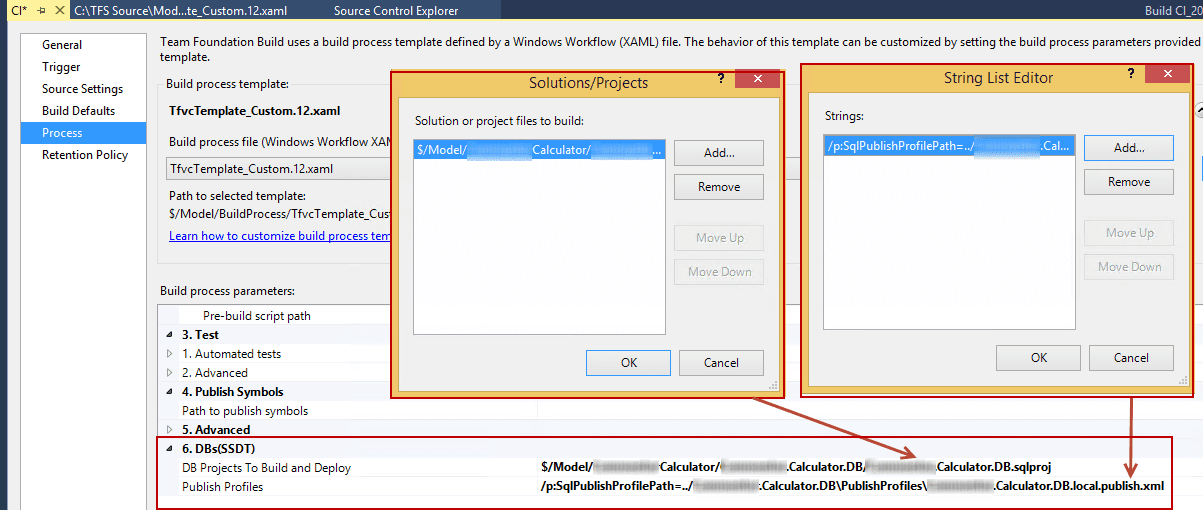 CI*
C:\TFS Source\Mod...te_Custom.12.xaml
Source Control Explorer
Build CI_20
General
Trigger
Source Settings
Build Defaults
Process
Retention Policy
Team Foundation Build uses a build process template defined by a Windows Workflow (XAML) file. The behavior of this template can be customized by setting the build process parameters provided
template.
Build process template:
TfvcTemplate_Custom.12.xaml
Build process file (Windows Workflow XAM
TfvcTemplate_Custom.12.xaml
Path to selected template:
$/Model/BuildProcess/TfvcTemplate_Cust
Learn how to customize build process tem
Solutions/Projects
?
Solution or project files to build:
$/Model/ Calculator/ ...
Add...
Remove
Move Up
Move Down
OK
Cancel
String List Editor
?
Strings:
/p:SqlPublishProfilePath=../ .Cal...
Add...
Remove
Move Up
Move Down
OK
Cancel
Build process parameters:
Pre-build script path
3. Test
1. Automated tests
2. Advanced
4. Publish Symbols
Path to publish symbols
5. Advanced
6. DBs(SSDT)
DB Projects To Build and Deploy
$/Model/ Calculator/ .Calculator.DB/ .Calculator.DB.sqlproj
Publish Profiles
/p:SqlPublishProfilePath=../ .Calculator.DB\PublishProfiles\ .Calculator.DB.local.publish.xml